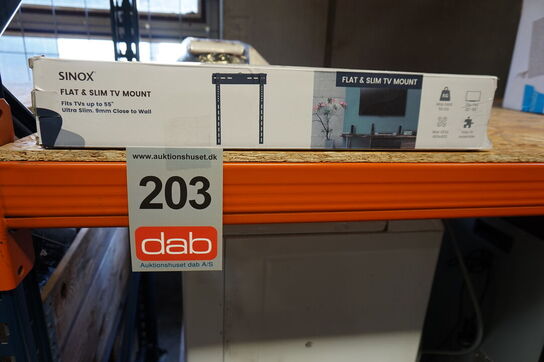 SINOX
FLAT & SLIM TV MOUNT
Fits TVs up to 55"
Ultra Slim. 9mm Close to Wall
FLAT & SLIM TV MOUNT
www.auktionshuset.dk
203
dab
Auktionshuset dab A/S